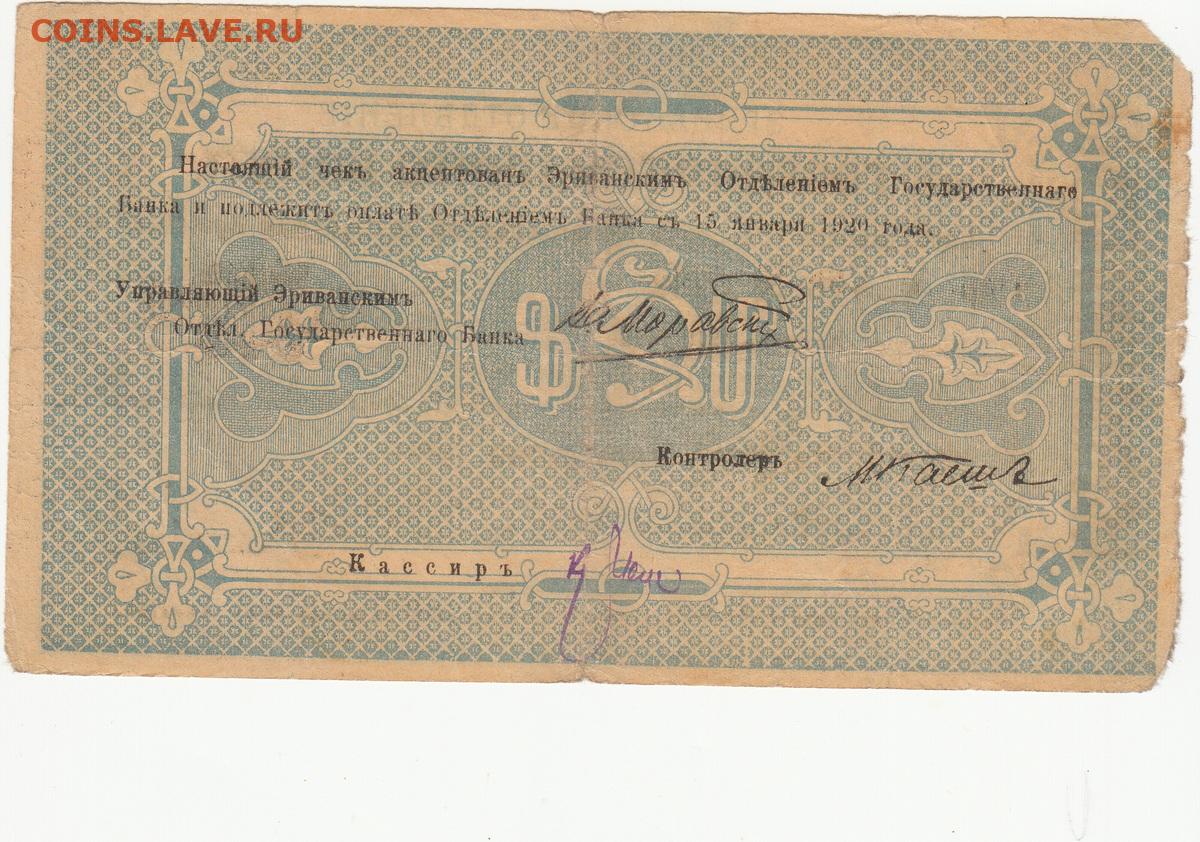 COINS.LAVE.RU
Настоящій чекъ акцептованъ Эриванскимъ Отдѣленіемъ Государственнаго
Банка и подлежитъ оплатѣ Отдѣленіемъ Банка съ 15 января 1920 года.
Управляющій Эриванскимъ
Отдѣл. Государственнаго Банка
Контролеръ
Кассиръ